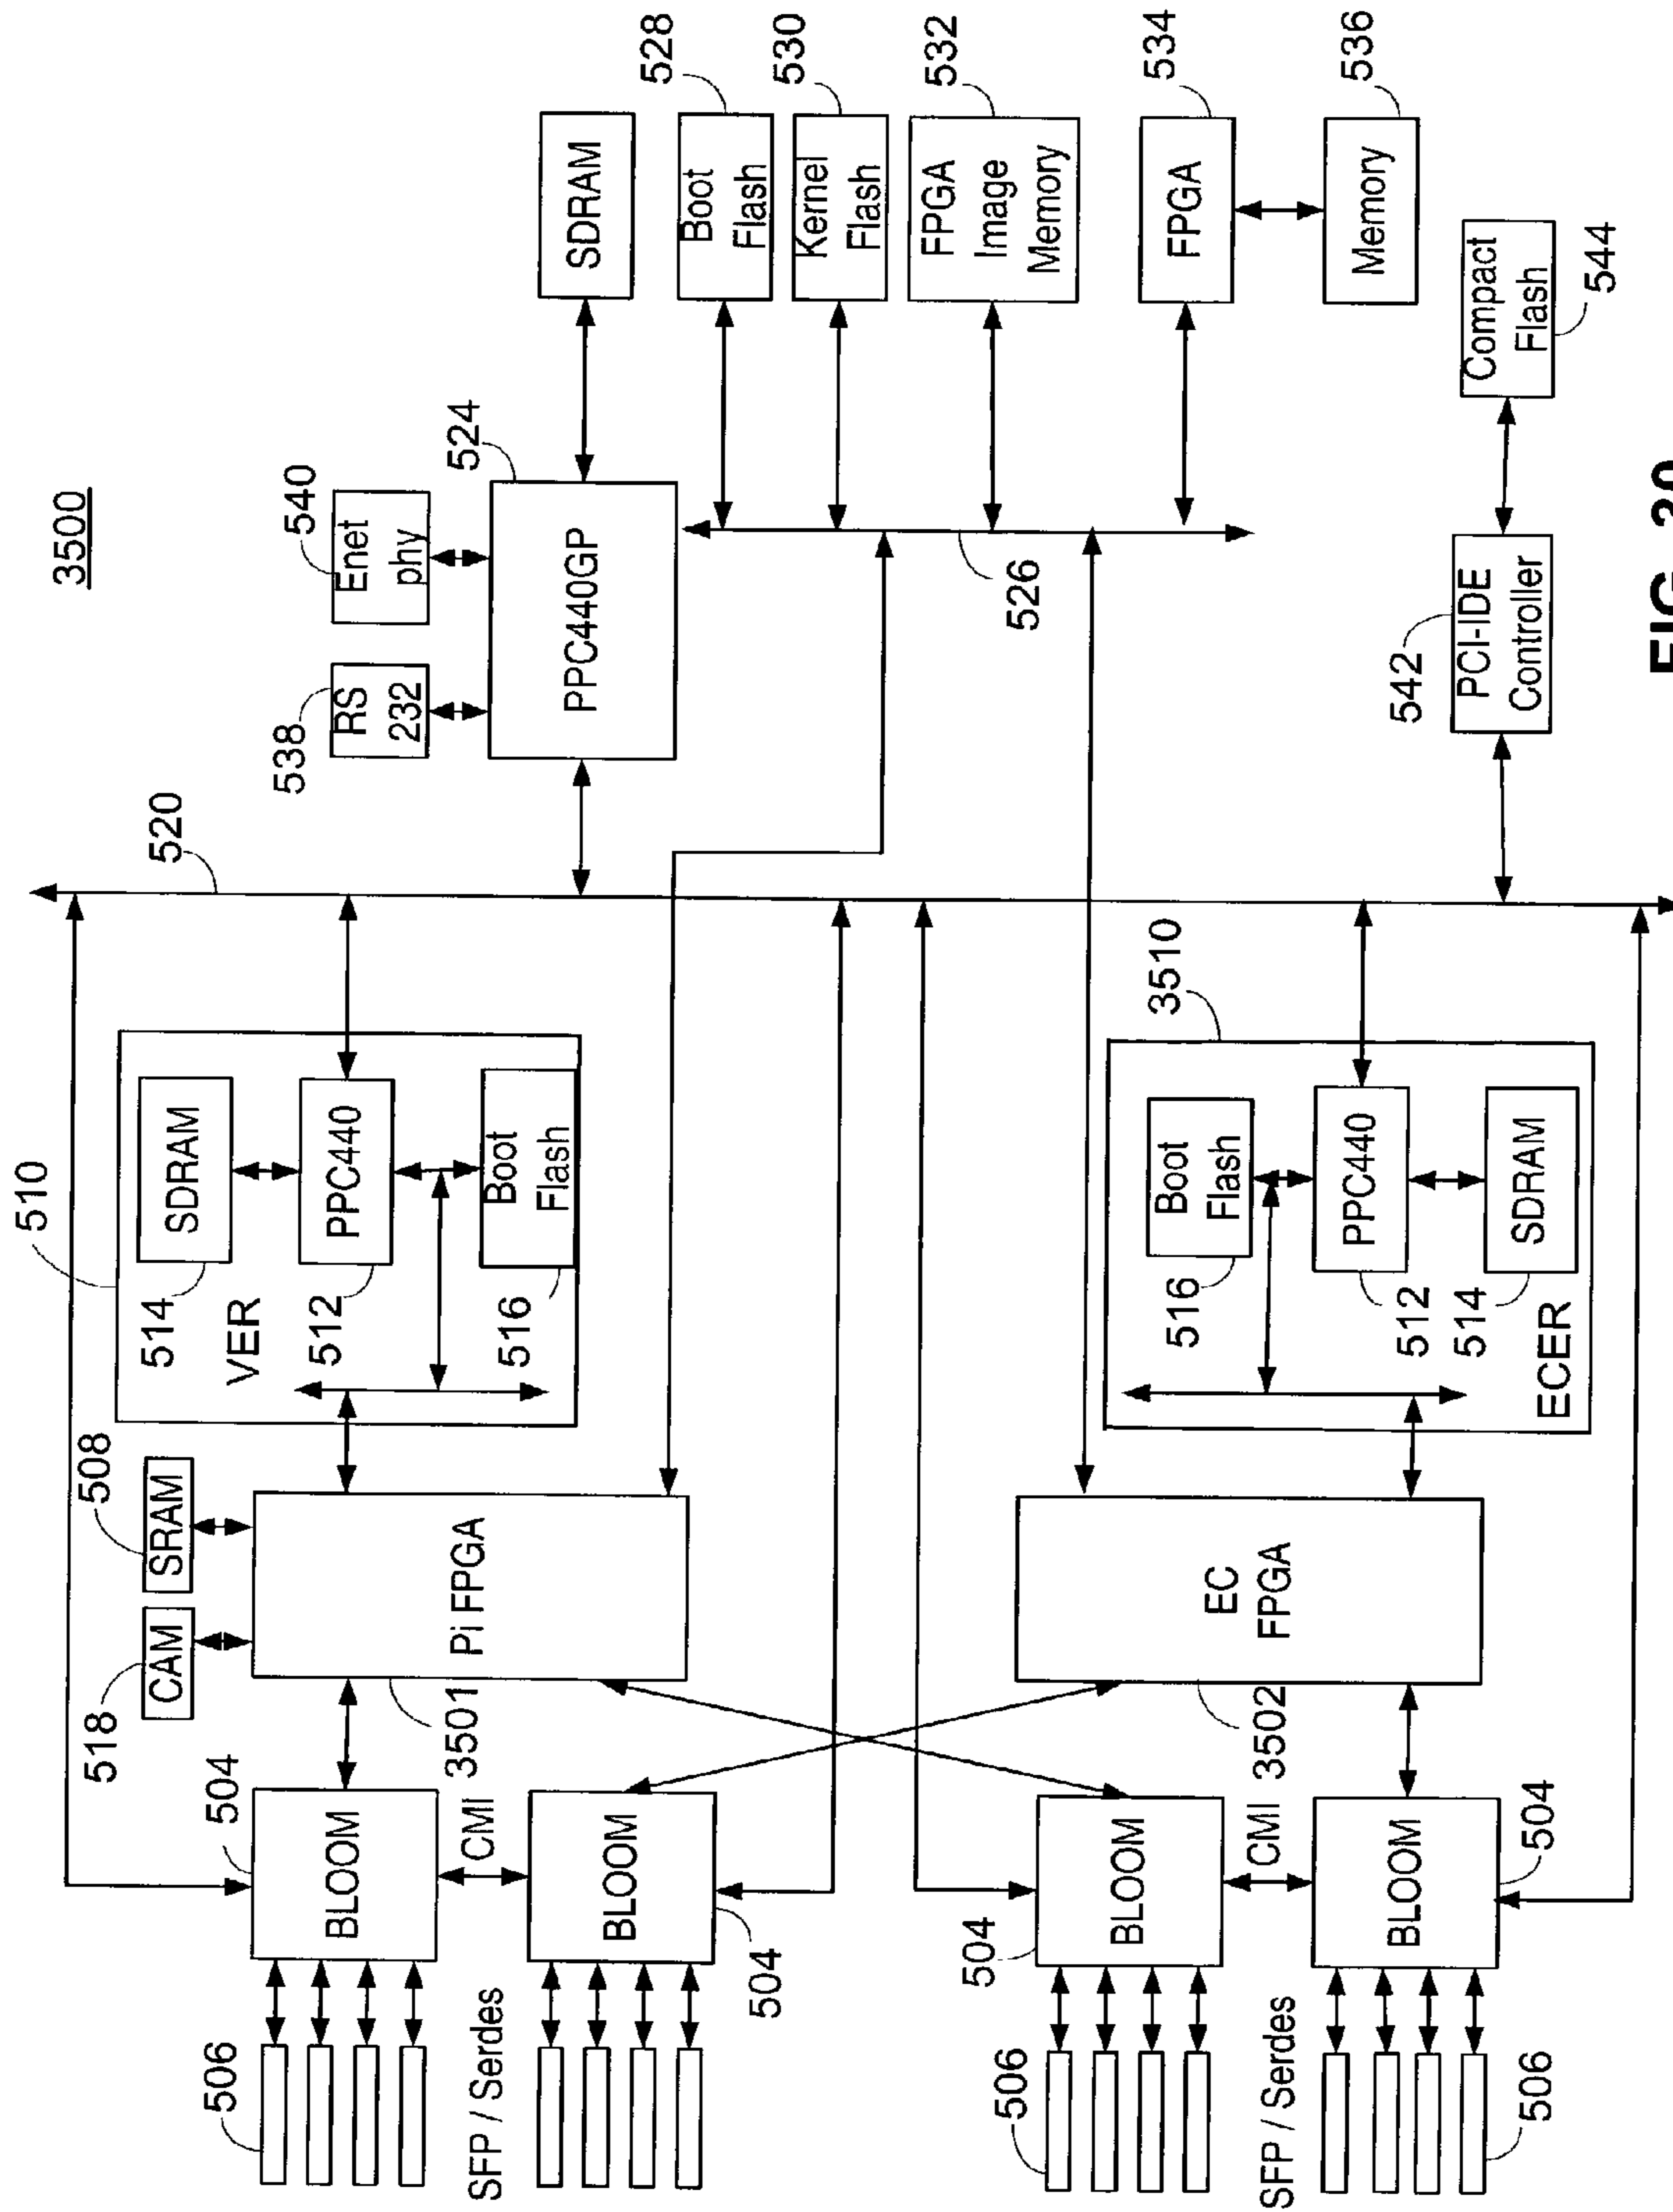 3500
506
SFP / Serdes
506
SFP / Serdes
506
504
BLOOM
CMI
BLOOM
504
504
BLOOM
CMI
BLOOM
504
518
CAM
508
SRAM
Pi FPGA
3501
EC
FPGA
3502
510
VER
514
SDRAM
512
PPC440
516
Boot
Flash
3510
ECER
516
Boot
Flash
512
PPC440
514
SDRAM
520
538
RS
232
540
Enet
phy
524
PPC440GP
526
SDRAM
Boot
Flash
528
Kernel
Flash
530
FPGA
Image
Memory
532
FPGA
534
Memory
536
542
PCI-IDE
Controller
Compact
Flash
544